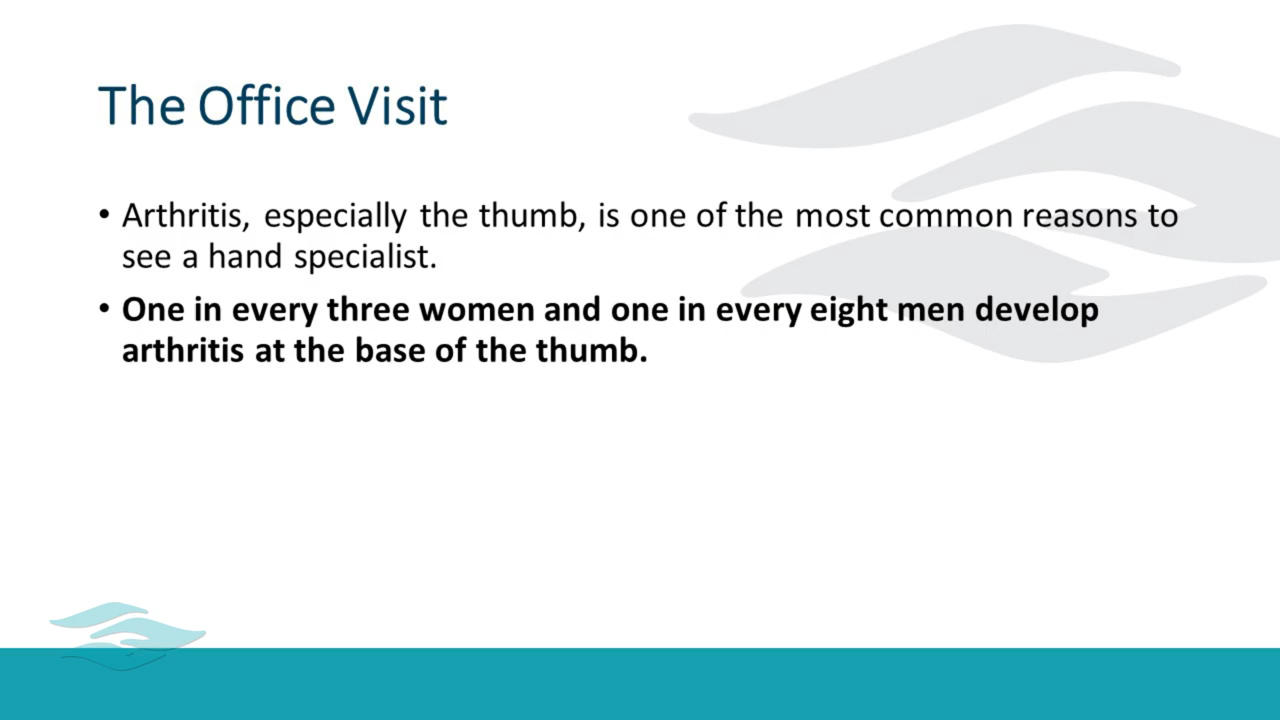 The Office Visit
• Arthritis, especially the thumb, is one of the most common reasons to
see a hand specialist.
• One in every three women and one in every eight men develop
arthritis at the base of the thumb.